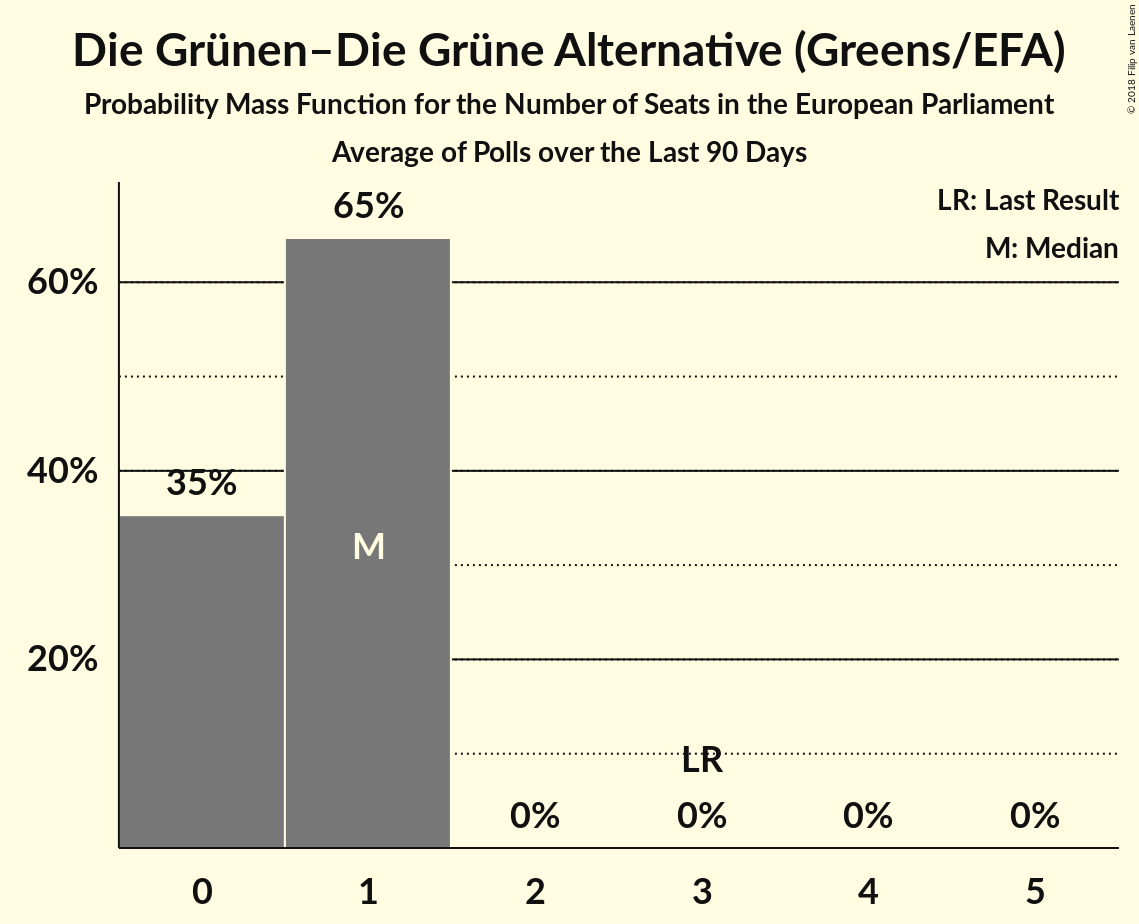 Die Grünen–Die Grüne Alternative (Greens/EFA)
Probability Mass Function for the Number of Seats in the European Parliament
Average of Polls over the Last 90 Days
© 2018 Filip van Laenen
LR: Last Result
M: Median
65%
60%
40%
35%
M
20%
LR
0% 0% 0% 0%
0 1 2 3 4 5